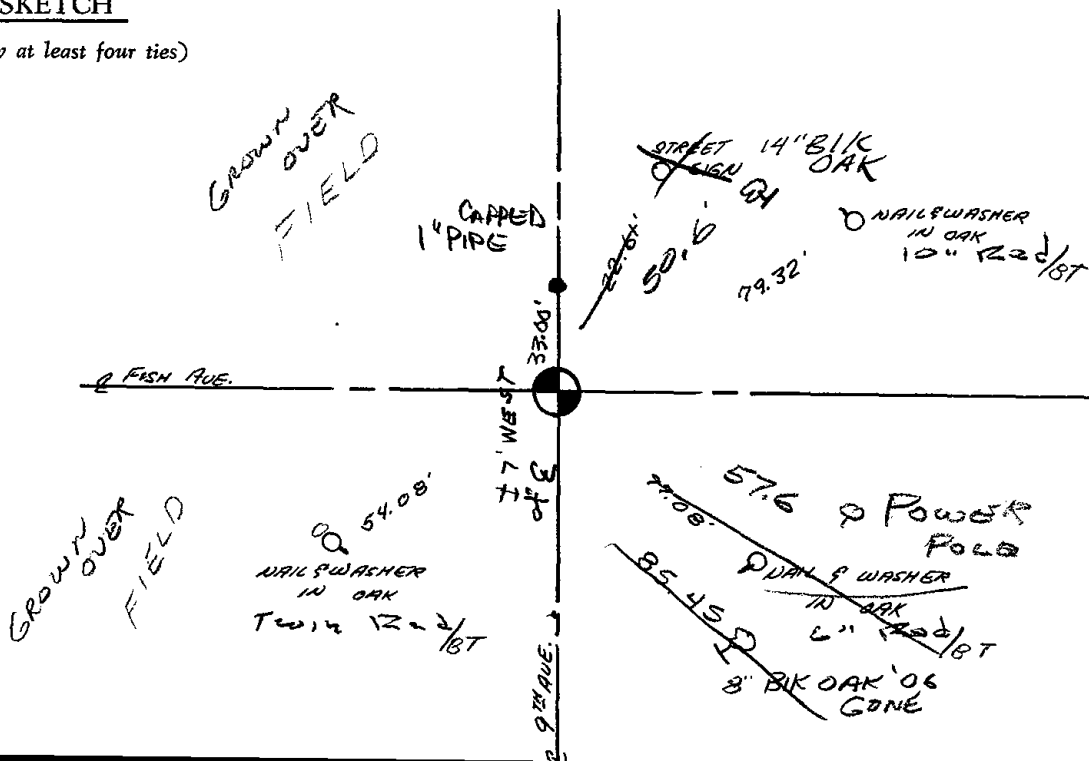 SKETCH
at least four ties)
GROWN
OVER
FIELD
CAPPED
1" PIPE
STREET
SIGN
14" BLK
OAK
22.6
50.6'
79.32'
NAIL & WASHER
IN OAK
10" Red/BT
33.00'
FISH AVE.
± 7' WEST
of
GROWN
OVER
FIELD
54.08'
NAIL & WASHER
IN OAK
Twin Red/BT
57.6
POWER
POLE
77.08'
NAIL & WASHER
IN OAK
6" Red/BT
85.45
8" BLK OAK '06
GONE
9TH AVE.